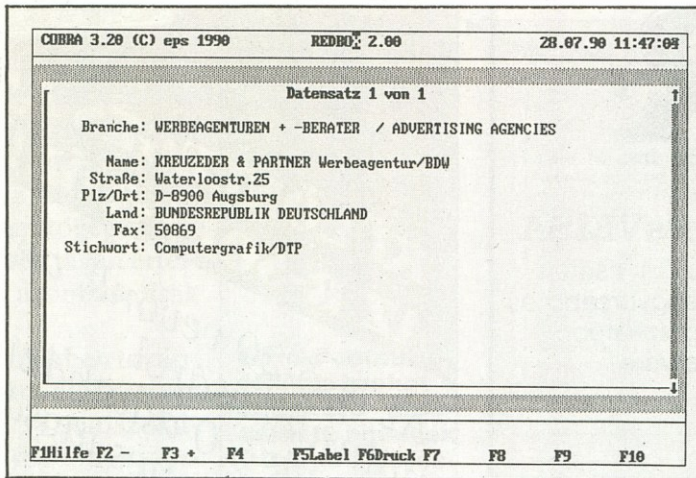 COBRA 3.20 (C) eps 1990 REDBOX 2.00 28.07.90 11:47:08
Datensatz 1 von 1
Branche: WERBEAGENTUREN + -BERATER / ADVERTISING AGENCIES
Name: KREUZEDER & PARTNER Werbeagentur/BDW
Straße: Waterloostr.25
Plz/Ort: D-8900 Augsburg
Land: BUNDESREPUBLIK DEUTSCHLAND
Fax: 50869
Stichwort: Computergrafik/DTP
F1Hilfe F2 - F3 + F4 F5Label F6Druck F7 F8 F9 F10